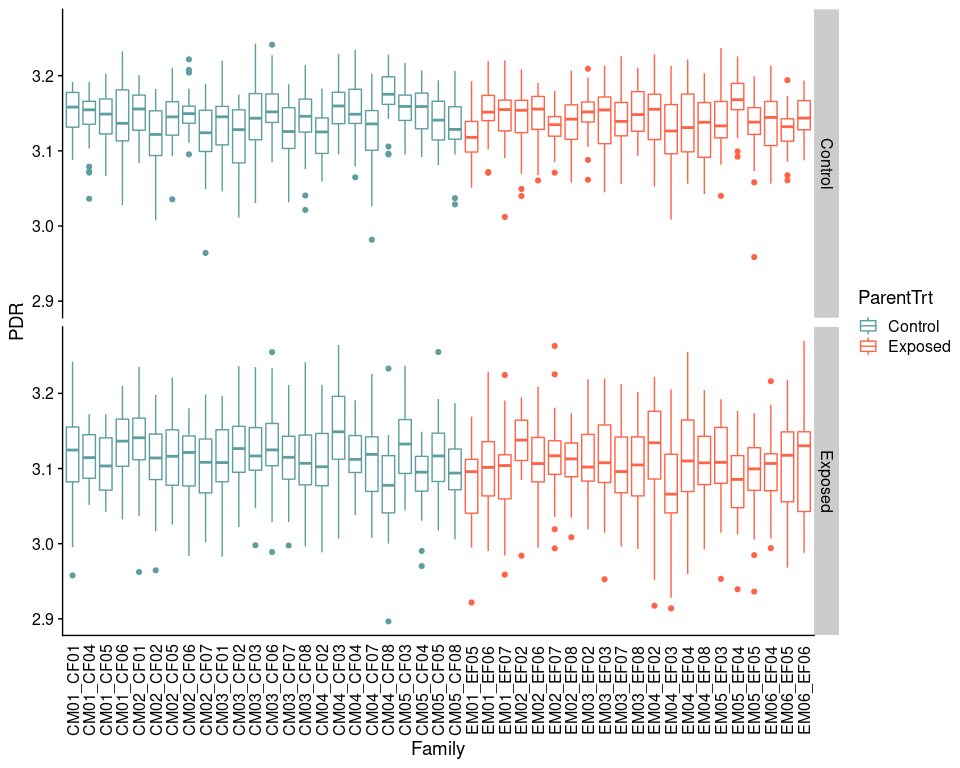 PDR
3.2
3.1
3.0
2.9
Control
3.2
3.1
3.0
2.9
Exposed
CM01_CF01
CM01_CF04
CM01_CF05
CM01_CF06
CM02_CF01
CM02_CF02
CM02_CF05
CM02_CF06
CM02_CF07
CM03_CF01
CM03_CF02
CM03_CF03
CM03_CF06
CM03_CF07
CM03_CF08
CM04_CF02
CM04_CF03
CM04_CF04
CM04_CF07
CM04_CF08
CM05_CF03
CM05_CF04
CM05_CF05
CM05_CF08
EM01_EF05
EM01_EF06
EM01_EF07
EM02_EF02
EM02_EF06
EM02_EF07
EM02_EF08
EM03_EF02
EM03_EF03
EM03_EF07
EM03_EF08
EM04_EF02
EM04_EF03
EM04_EF04
EM04_EF08
EM05_EF03
EM05_EF04
EM05_EF05
EM06_EF04
EM06_EF05
EM06_EF06
Family
ParentTrt
Control
Exposed